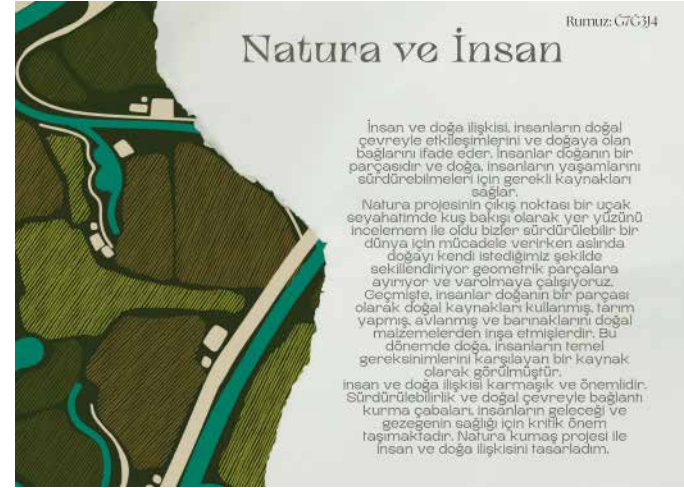 Rumuz: G7G3J4
Natura ve İnsan
İnsan ve doğa ilişkisi, insanların doğal
çevreyle etkileşimlerini ve doğaya olan
bağlarını ifade eder. İnsanlar doğanın bir
parçasıdır ve doğa, insanların yaşamlarını
sürdürebilmeleri için gerekli kaynakları
sağlar.
Natura projesinin çıkış noktası bir uçak
seyahatimde kuş bakışı olarak yer yüzünü
incelemem ile oldu bizler sürdürülebilir bir
dünya için mücadele verirken aslında
doğayı kendi istediğimiz şekilde
sekillendiriyor geometrik parçalara
ayırıyor ve varolmaya çalışıyoruz.
Geçmişte, insanlar doğanın bir parçası
olarak doğal kaynakları kullanmış, tarım
yapmış, avlanmış ve barınaklarını doğal
malzemelerden inşa etmişlerdir. Bu
dönemde doğa, insanların temel
gereksinimlerini karşılayan bir kaynak
olarak görülmüştür.
insan ve doğa ilişkisi karmaşık ve önemlidir.
Sürdürülebilirlik ve doğal çevreyle bağlantı
kurma çabaları, insanların geleceği ve
gezegenin sağlığı için kritik önem
taşımaktadır. Natura kumaş projesi ile
insan ve doğa ilişkisini tasarladım.